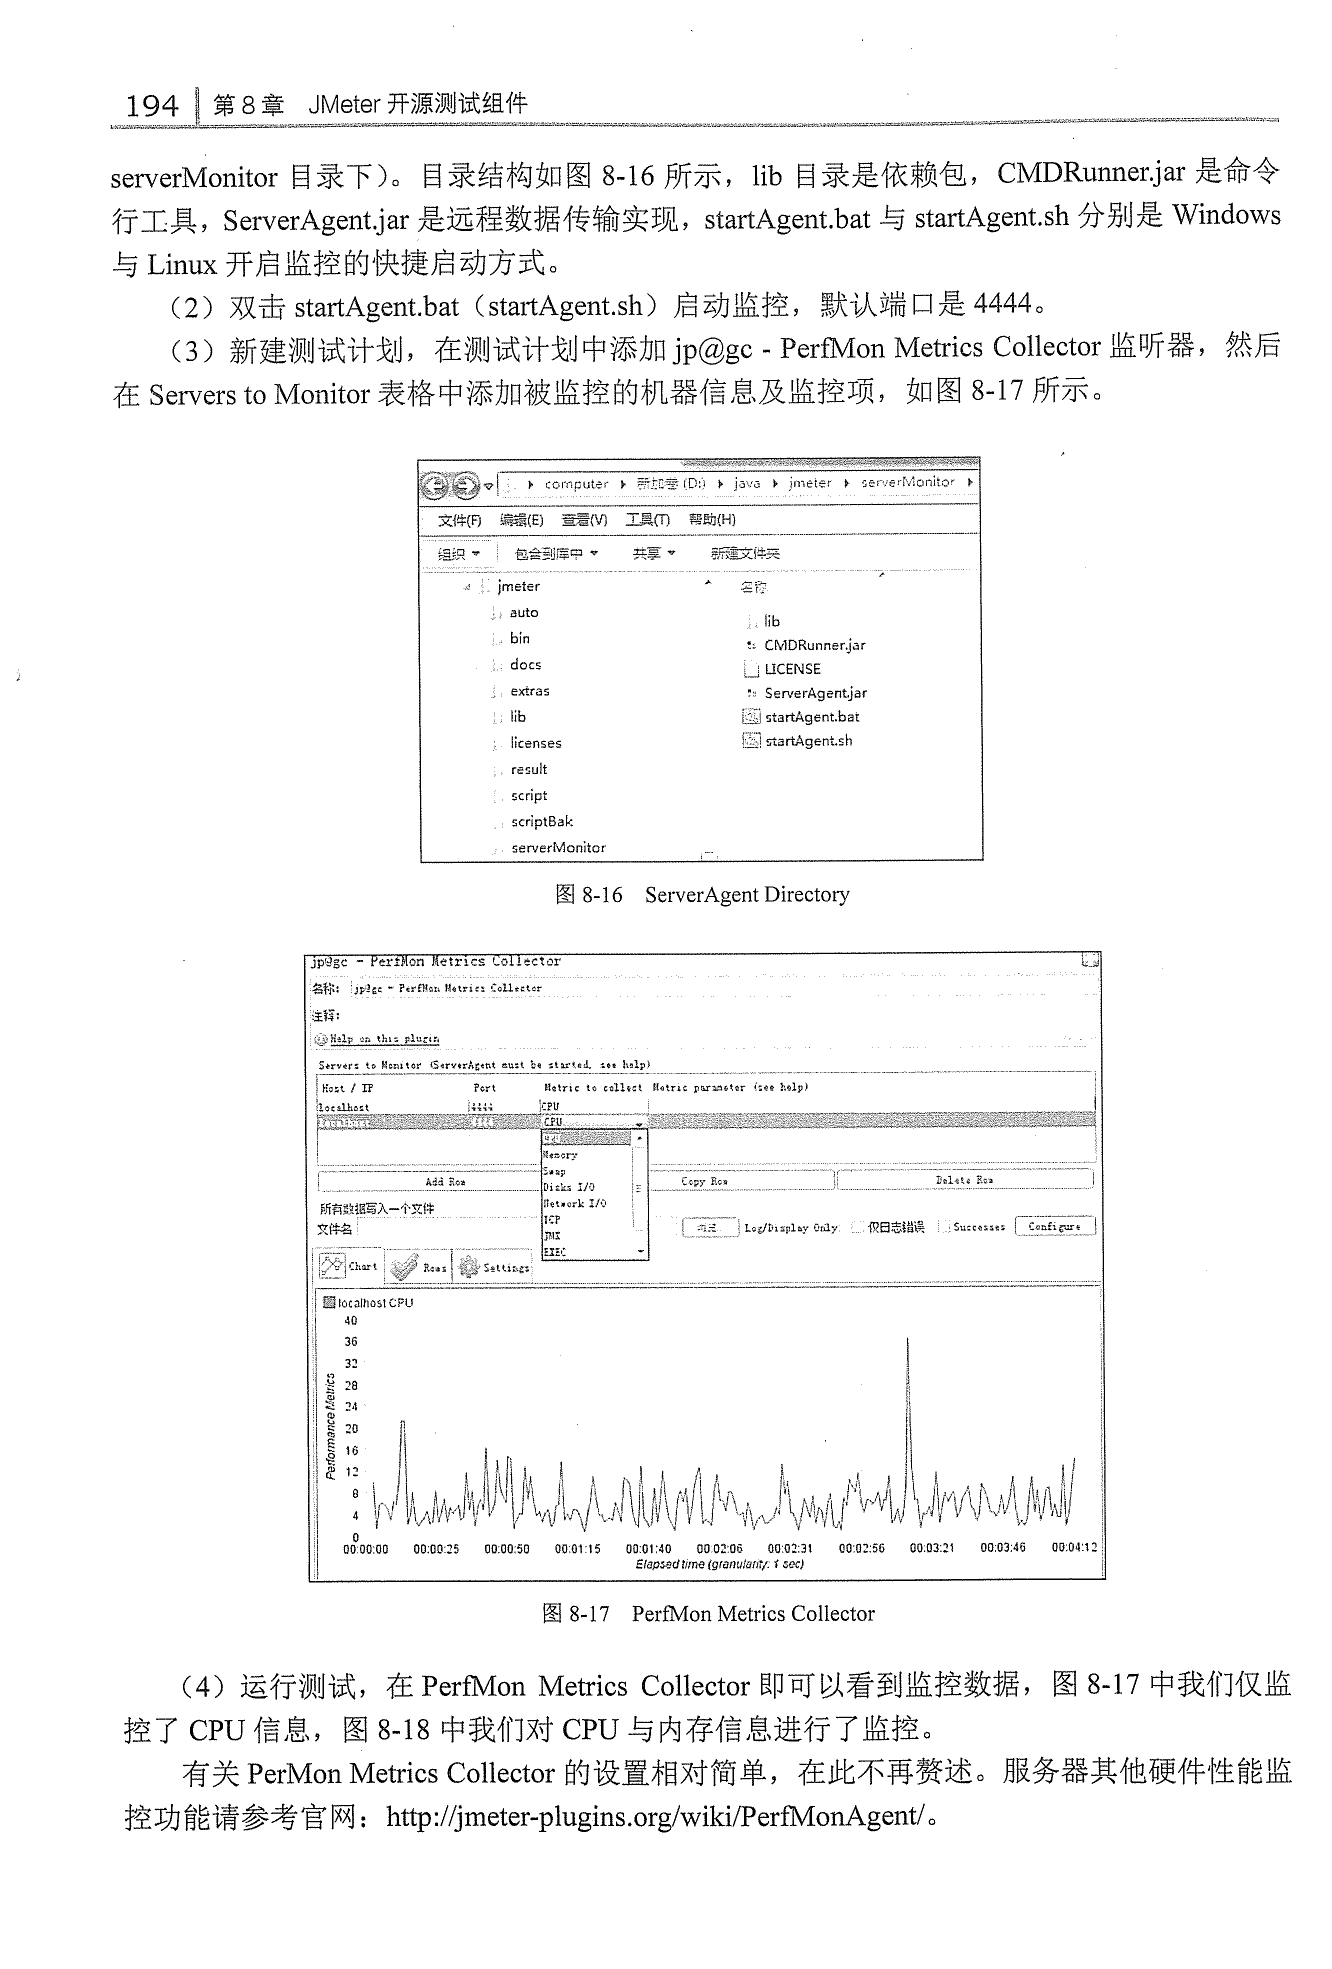 194 第8章 JMeter 开源测试组件
serverMonitor 目录下）。目录结构如图 8-16 所示，lib 目录是依赖包，CMDRunner.jar 是命令
行工具，ServerAgent.jar 是远程数据传输实现，startAgent.bat 与 startAgent.sh 分别是 Windows
与 Linux 开启监控的快捷启动方式。
（2）双击 startAgent.bat（startAgent.sh）启动监控，默认端口是 4444。
（3）新建测试计划，在测试计划中添加 jp@gc - PerfMon Metrics Collector 监听器，然后
在 Servers to Monitor 表格中添加被监控的机器信息及监控项，如图 8-17 所示。
computer 新加卷 (D:) java jmeter serverMonitor
文件(F) 编辑(E) 查看(V) 工具(T) 帮助(H)
组织 包含到库中 共享 新建文件夹
jmeter
auto
bin
docs
extras
lib
licenses
result
script
scriptBak
serverMonitor
名称
lib
CMDRunner.jar
LICENSE
ServerAgent.jar
startAgent.bat
startAgent.sh
图 8-16 ServerAgent Directory
jp@gc - PerfMon Metrics Collector
名称: jp@gc - PerfMon Metrics Collector
注释:
Help on this plugin
Servers to Monitor (ServerAgent must be started, see help)
Host / IP Port Metric to collect Metric parameter (see help)
localhost 4444 CPU
localhost 4444 CPU
CPU
Memory
Swap
Disks I/O
Network I/O
TCP
JMX
EXEC
Add Row Copy Row Delete Row
所有数据写入一个文件
文件名 Log/Display Only: 仅日志错误 Successes Configure
Chart Rows Settings
localhost CPU
40
36
32
28
24
20
16
12
8
4
0
Performance Metrics
00:00:00 00:00:25 00:00:50 00:01:15 00:01:40 00:02:06 00:02:31 00:02:56 00:03:21 00:03:46 00:04:12
Elapsed time (granularity: 1 sec)
图 8-17 PerfMon Metrics Collector
（4）运行测试，在 PerfMon Metrics Collector 即可以看到监控数据，图 8-17 中我们仅监
控了 CPU 信息，图 8-18 中我们对 CPU 与内存信息进行了监控。
有关 PerMon Metrics Collector 的设置相对简单，在此不再赘述。服务器其他硬件性能监
控功能请参考官网：http://jmeter-plugins.org/wiki/PerfMonAgent/。